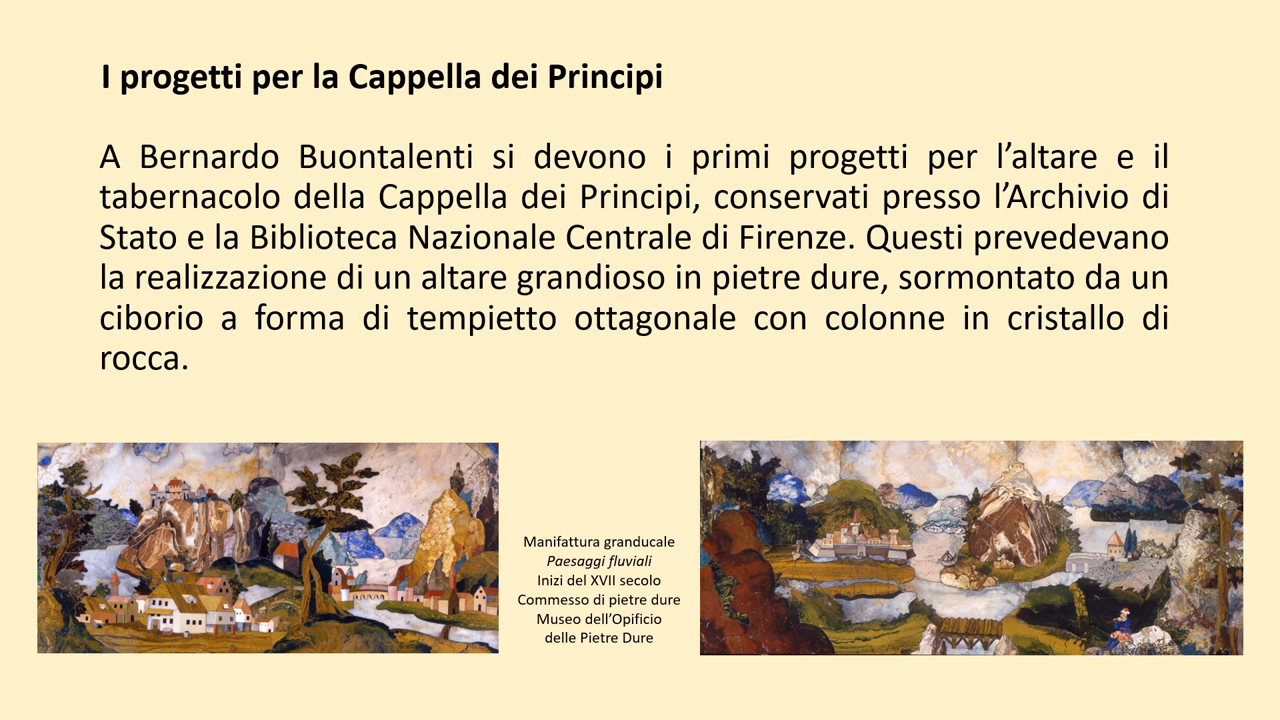 I progetti per la Cappella dei Principi
A Bernardo Buontalenti si devono i primi progetti per l’altare e il
tabernacolo della Cappella dei Principi, conservati presso l’Archivio di
Stato e la Biblioteca Nazionale Centrale di Firenze. Questi prevedevano
la realizzazione di un altare grandioso in pietre dure, sormontato da un
ciborio a forma di tempietto ottagonale con colonne in cristallo di
rocca.
Manifattura granducale
Paesaggi fluviali
Inizi del XVII secolo
Commesso di pietre dure
Museo dell’Opificio
delle Pietre Dure